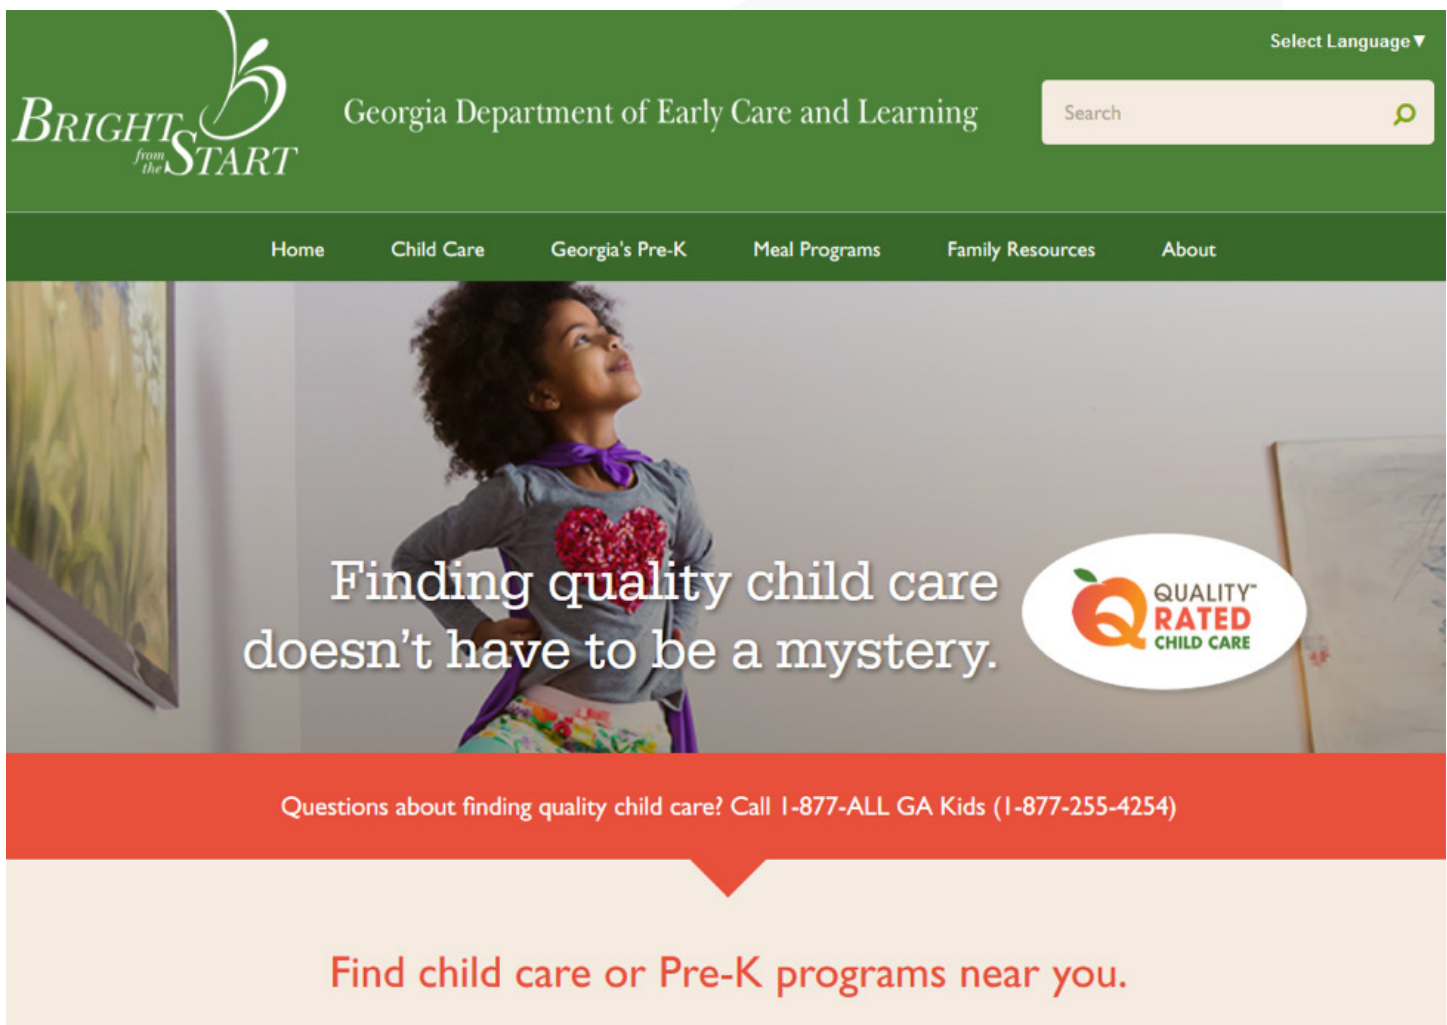 Select Language▼
BRIGHT
from
the START
Georgia Department of Early Care and Learning
Search
Home Child Care Georgia's Pre-K Meal Programs Family Resources About
Finding quality child care
doesn't have to be a mystery.
QUALITY™
RATED
CHILD CARE
Questions about finding quality child care? Call 1-877-ALL GA Kids (1-877-255-4254)
Find child care or Pre-K programs near you.